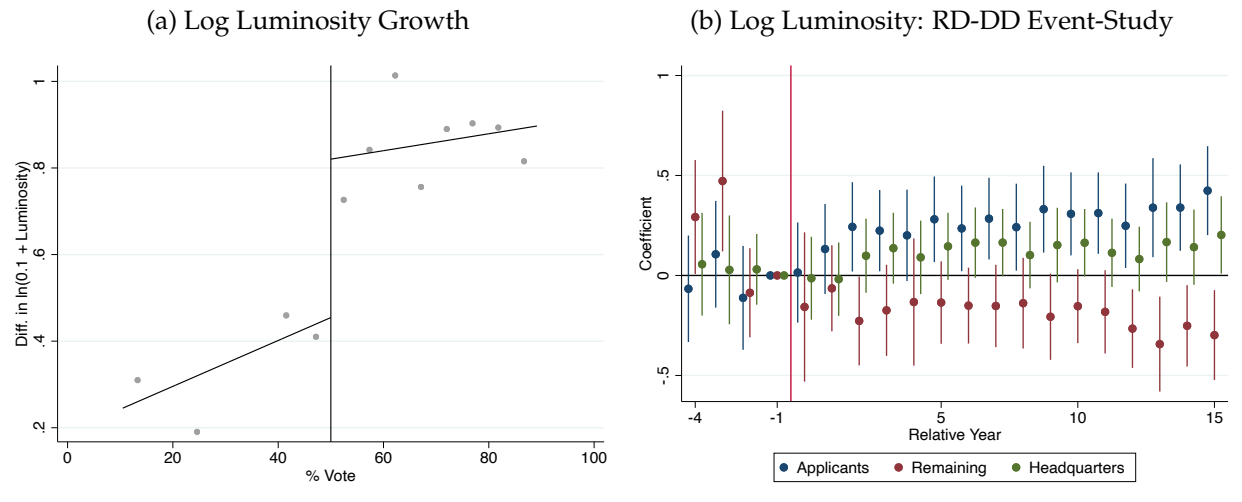 (a) Log Luminosity Growth
Diff. in ln(0.1 + Luminosity)
1
.8
.6
.4
.2
0 20 40 60 80 100
% Vote
(b) Log Luminosity: RD-DD Event-Study
Coefficient
1
.5
0
-.5
-4 -1 5 10 15
Relative Year
Applicants Remaining Headquarters